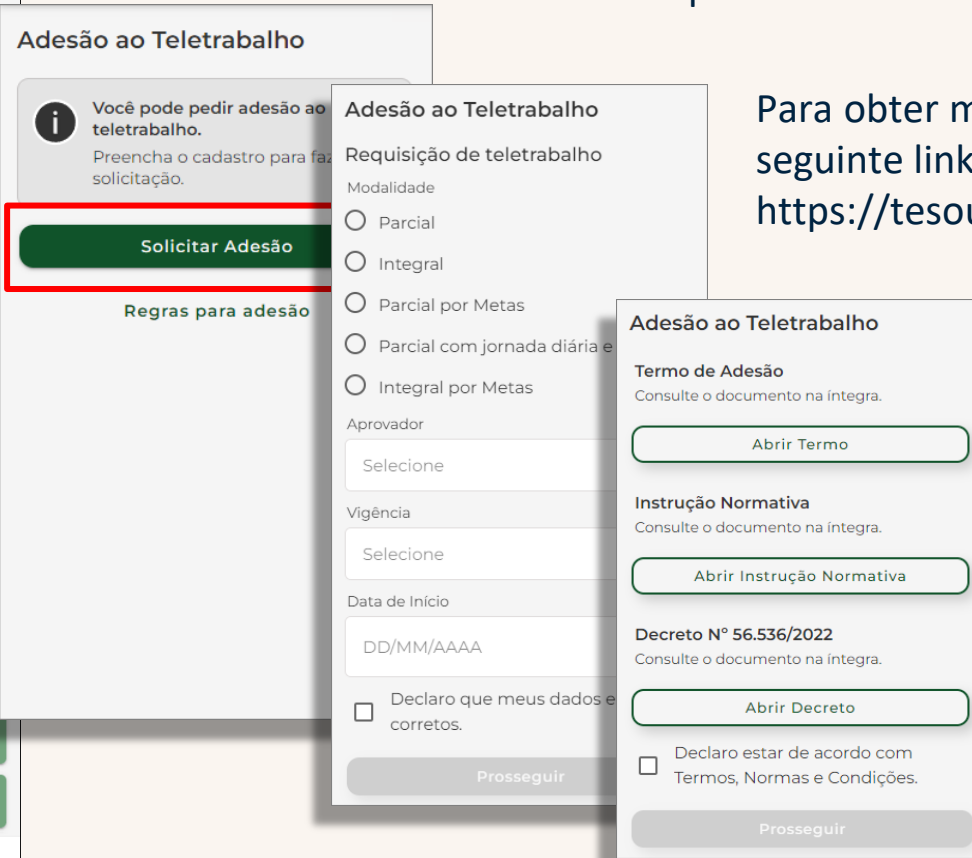 Adesão ao Teletrabalho
Você pode pedir adesão ao
teletrabalho.
Preencha o cadastro para
solicitação.
Solicitar Adesão
Regras para adesão
Adesão ao Teletrabalho
Requisição de teletrabalho
Modalidade
Parcial
Integral
Parcial por Metas
Parcial com jornada diária e
Integral por Metas
Aprovador
Selecione
Vigência
Selecione
Data de Início
DD/MM/AAAA
Declaro que meus dados
corretos.
Prosseguir
Para obter
seguinte link
https://tesou
Adesão ao Teletrabalho
Termo de Adesão
Consulte o documento na íntegra.
Abrir Termo
Instrução Normativa
Consulte o documento na íntegra.
Abrir Instrução Normativa
Decreto Nº 56.536/2022
Consulte o documento na íntegra.
Abrir Decreto
Declaro estar de acordo com
Termos, Normas e Condições.
Prosseguir